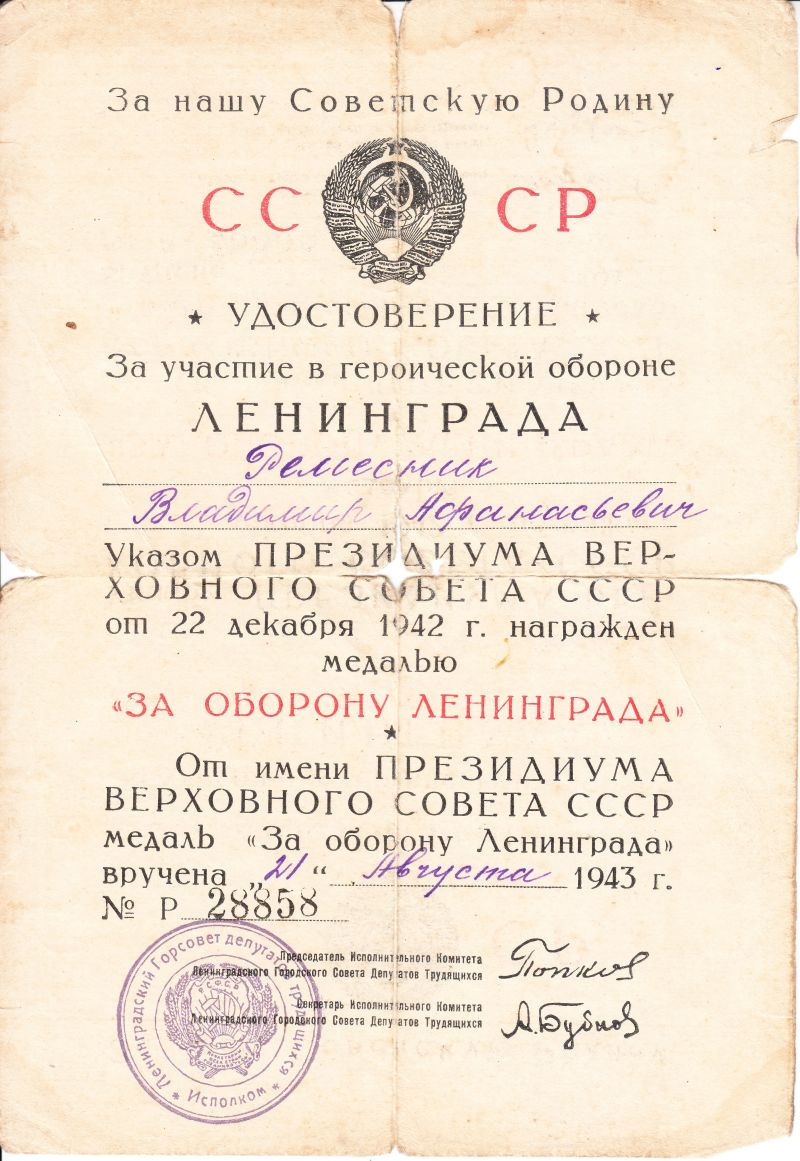 За нашу Советскую Родину
СССР
★ УДОСТОВЕРЕНИЕ ★
За участие в героической обороне
ЛЕНИНГРАДА
Ремесник
Владимир Афанасьевич
Указом ПРЕЗИДИУМА ВЕР-
ХОВНОГО СОВЕТА СССР
от 22 декабря 1942 г. награжден
медалью
«ЗА ОБОРОНУ ЛЕНИНГРАДА»
★
От имени ПРЕЗИДИУМА
ВЕРХОВНОГО СОВЕТА СССР
медаль «За оборону Ленинграда»
вручена „21“ Августа 1943 г.
№ Р 28858
Председатель Исполнительного Комитета
Ленинградского Городского Совета Депутатов Трудящихся
Попков
Секретарь Исполнительного Комитета
Ленинградского Городского Совета Депутатов Трудящихся
А. Бубнов
Ленинградский Горсовет депутатов трудящихся
★ Исполком ★
РСФСР